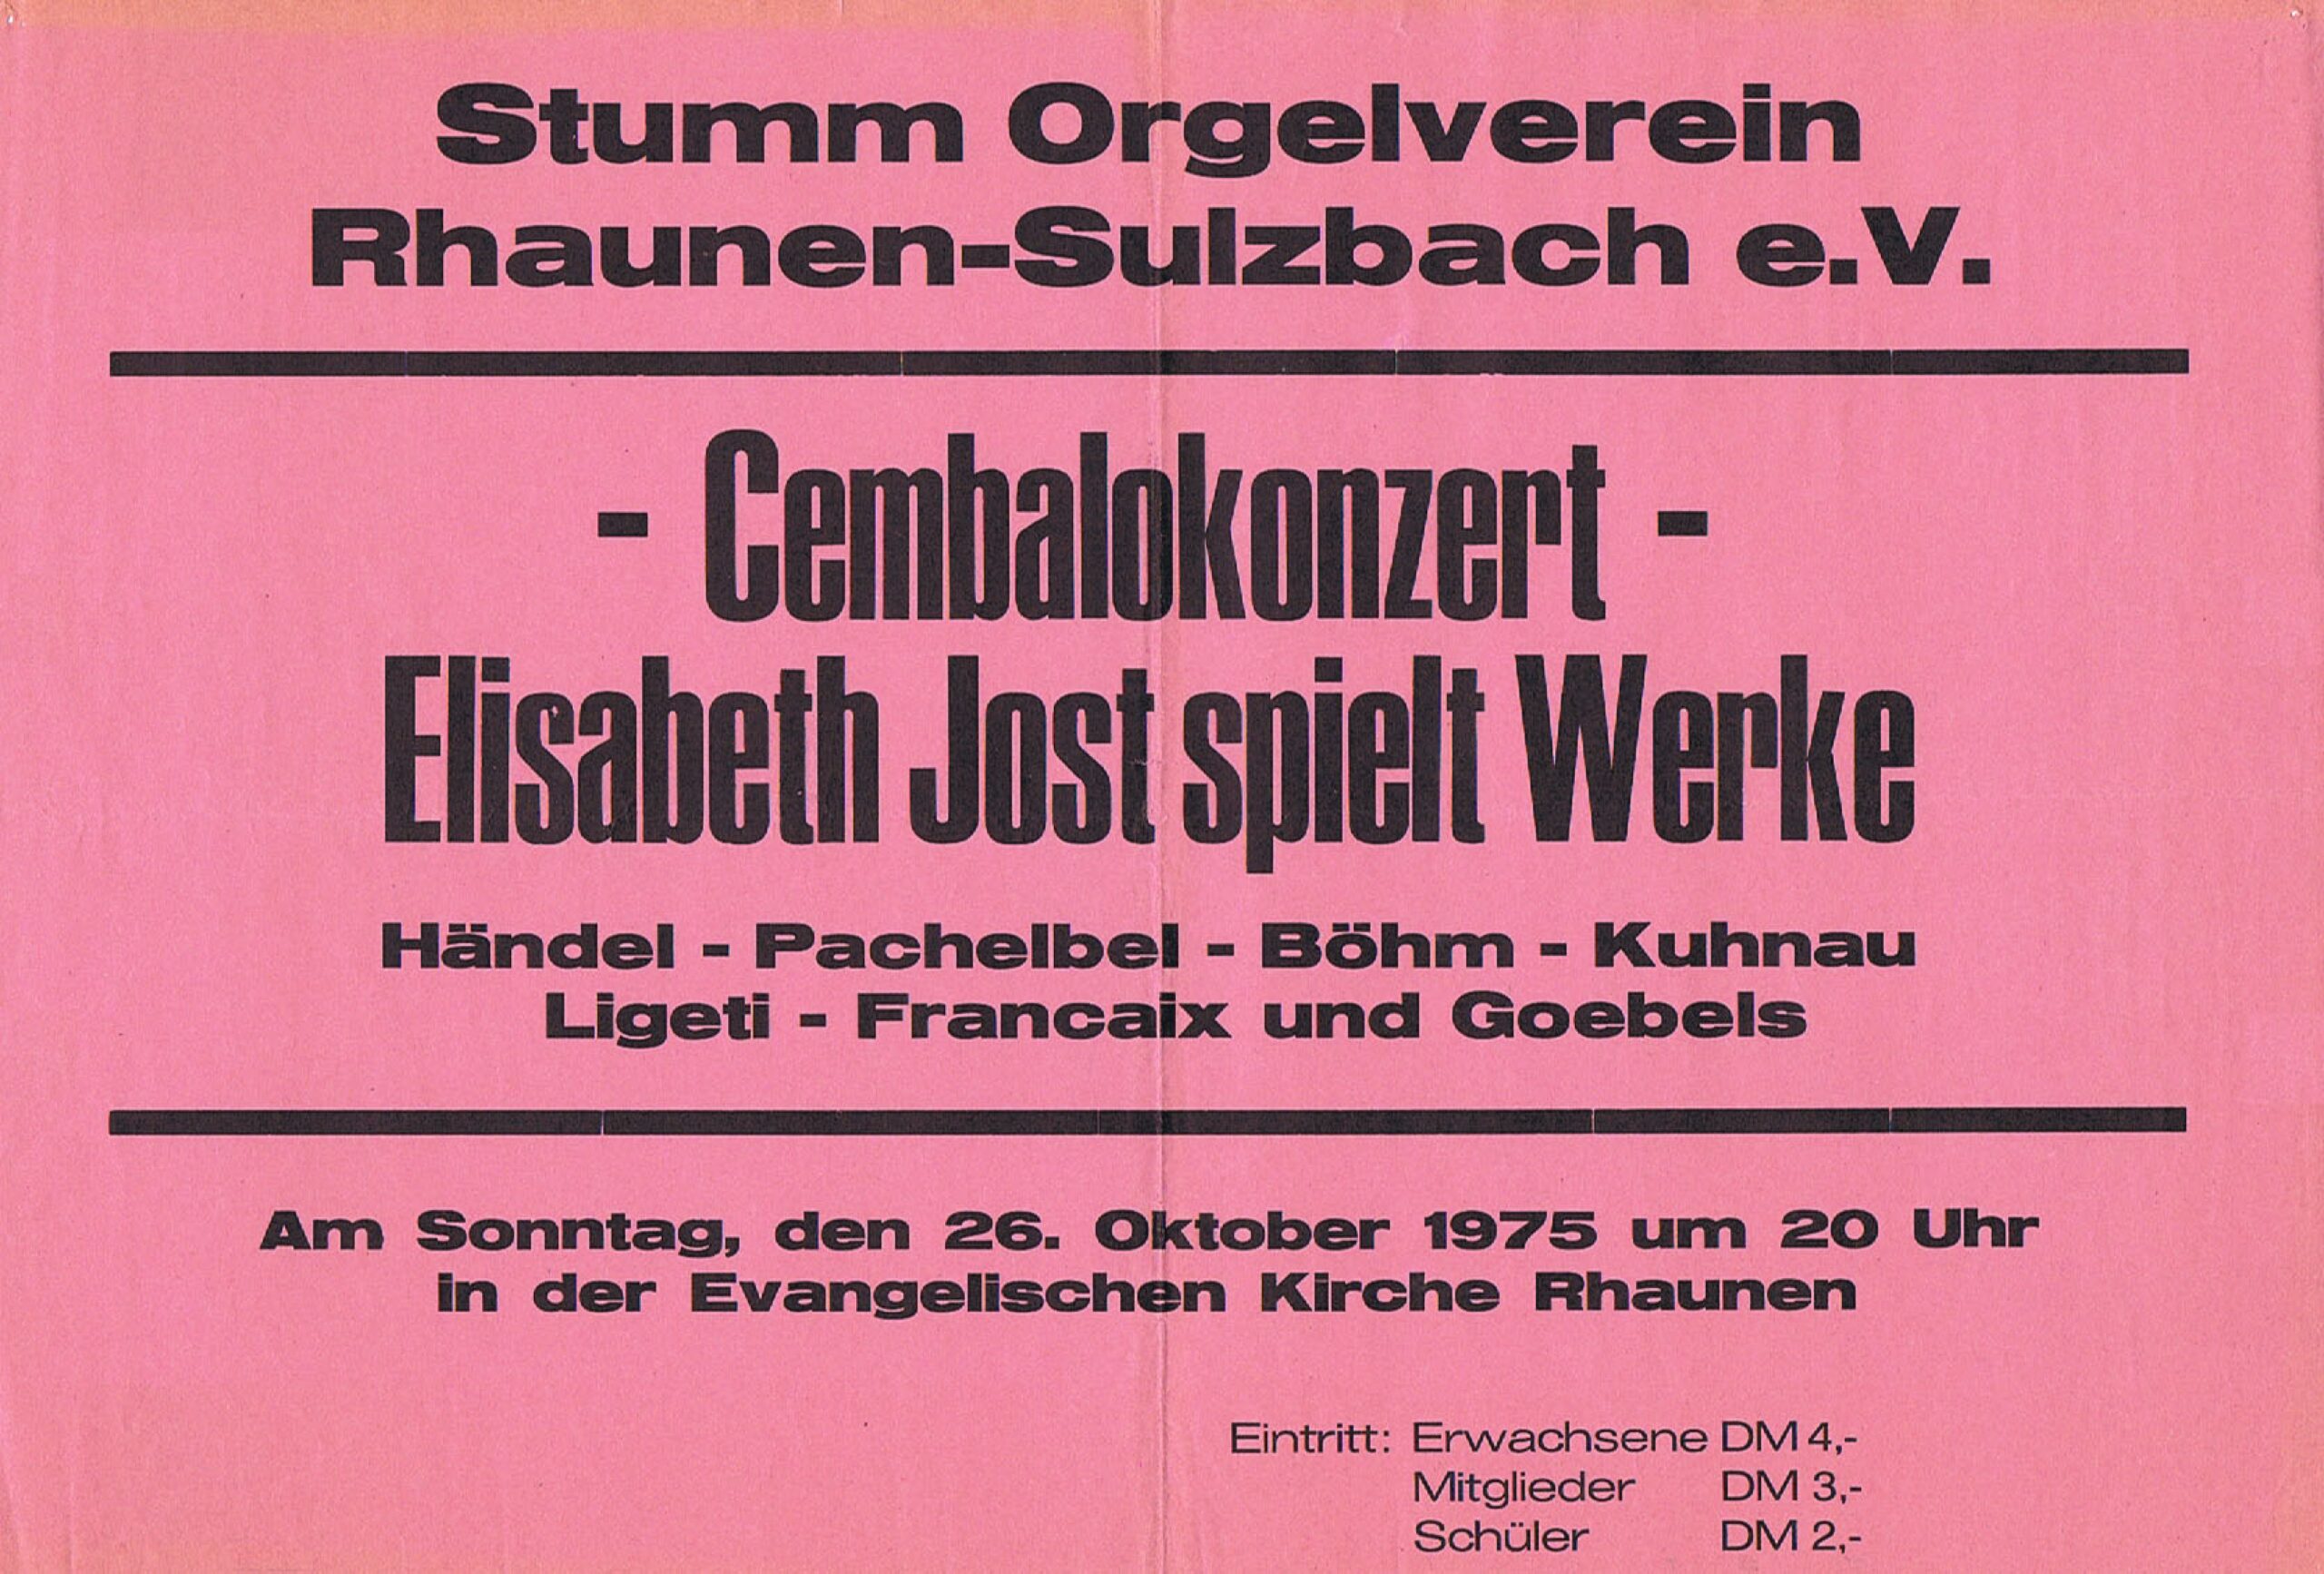 Stumm Orgelverein
Rhaunen-Sulzbach e.V.
- Cembalokonzert -
Elisabeth Jost spielt Werke
Händel - Pachelbel - Böhm - Kuhnau
Ligeti - Francaix und Goebels
Am Sonntag, den 26. Oktober 1975 um 20 Uhr
in der Evangelischen Kirche Rhaunen
Eintritt: Erwachsene DM 4,-
Mitglieder DM 3,-
Schüler DM 2,-